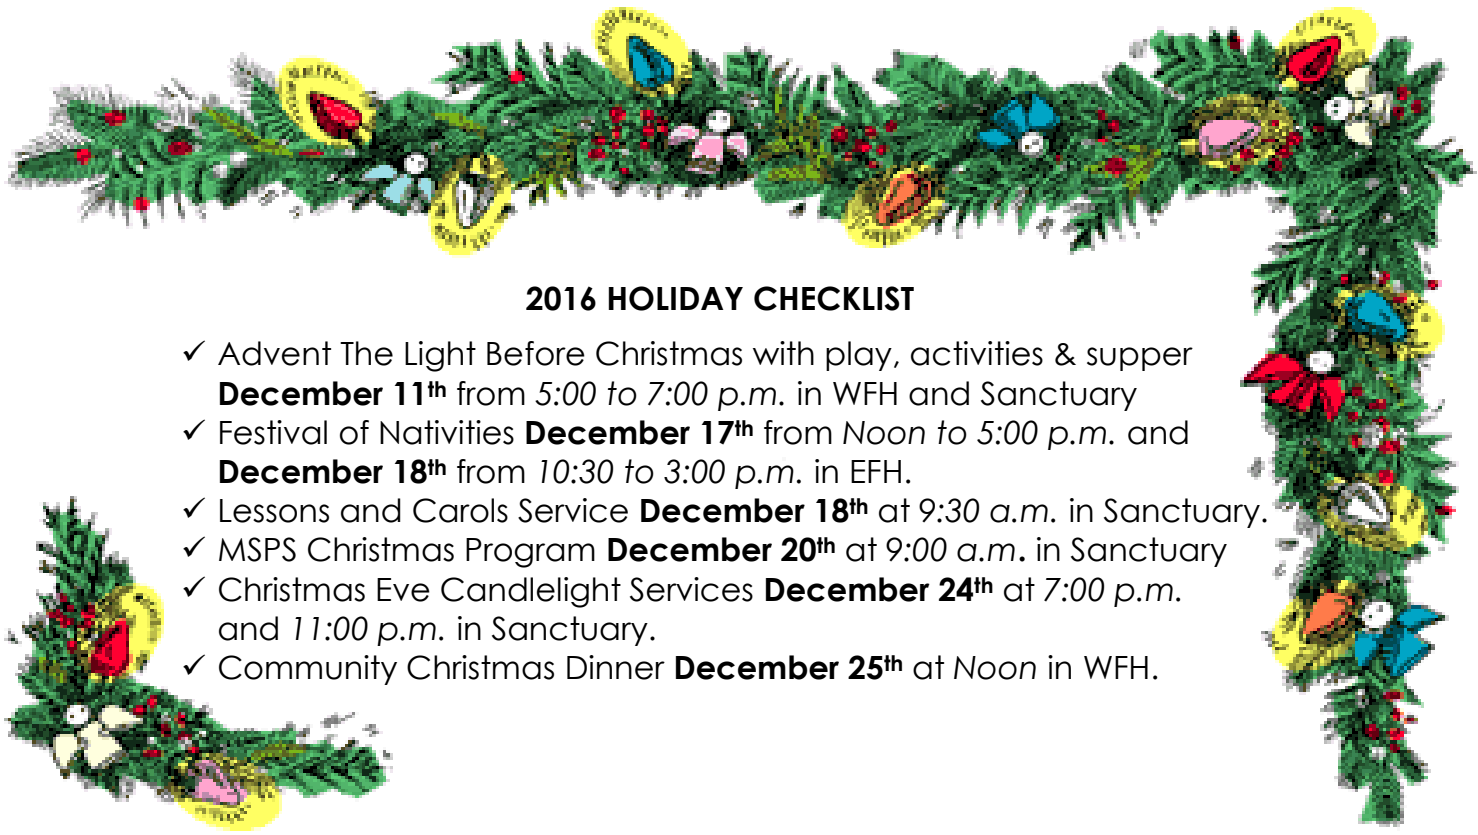 2016 HOLIDAY CHECKLIST
✓ Advent The Light Before Christmas with play, activities & supper
December 11th from 5:00 to 7:00 p.m. in WFH and Sanctuary
✓ Festival of Nativities December 17th from Noon to 5:00 p.m. and
December 18th from 10:30 to 3:00 p.m. in EFH.
✓ Lessons and Carols Service December 18th at 9:30 a.m. in Sanctuary.
✓ MSPS Christmas Program December 20th at 9:00 a.m. in Sanctuary
✓ Christmas Eve Candlelight Services December 24th at 7:00 p.m.
and 11:00 p.m. in Sanctuary.
✓ Community Christmas Dinner December 25th at Noon in WFH.